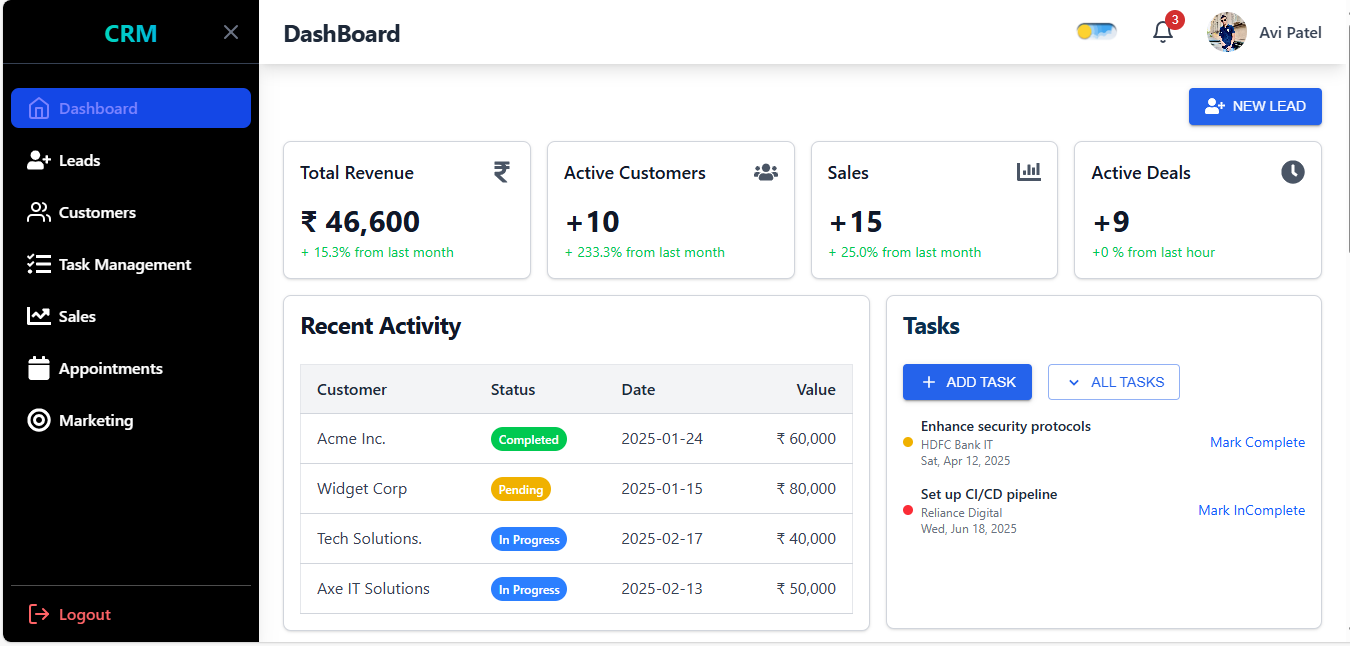 CRM
DashBoard
3
Avi Patel
Dashboard
Leads
Customers
Task Management
Sales
Appointments
Marketing
Logout
NEW LEAD
Total Revenue
₹ 46,600
+ 15.3% from last month
Active Customers
+10
+ 233.3% from last month
Sales
+15
+ 25.0% from last month
Active Deals
+9
+0 % from last hour
Recent Activity
Customer Status Date Value
Acme Inc. Completed 2025-01-24 ₹ 60,000
Widget Corp Pending 2025-01-15 ₹ 80,000
Tech Solutions. In Progress 2025-02-17 ₹ 40,000
Axe IT Solutions In Progress 2025-02-13 ₹ 50,000
Tasks
ADD TASK ALL TASKS
Enhance security protocols
HDFC Bank IT
Sat, Apr 12, 2025
Mark Complete
Set up CI/CD pipeline
Reliance Digital
Wed, Jun 18, 2025
Mark InComplete